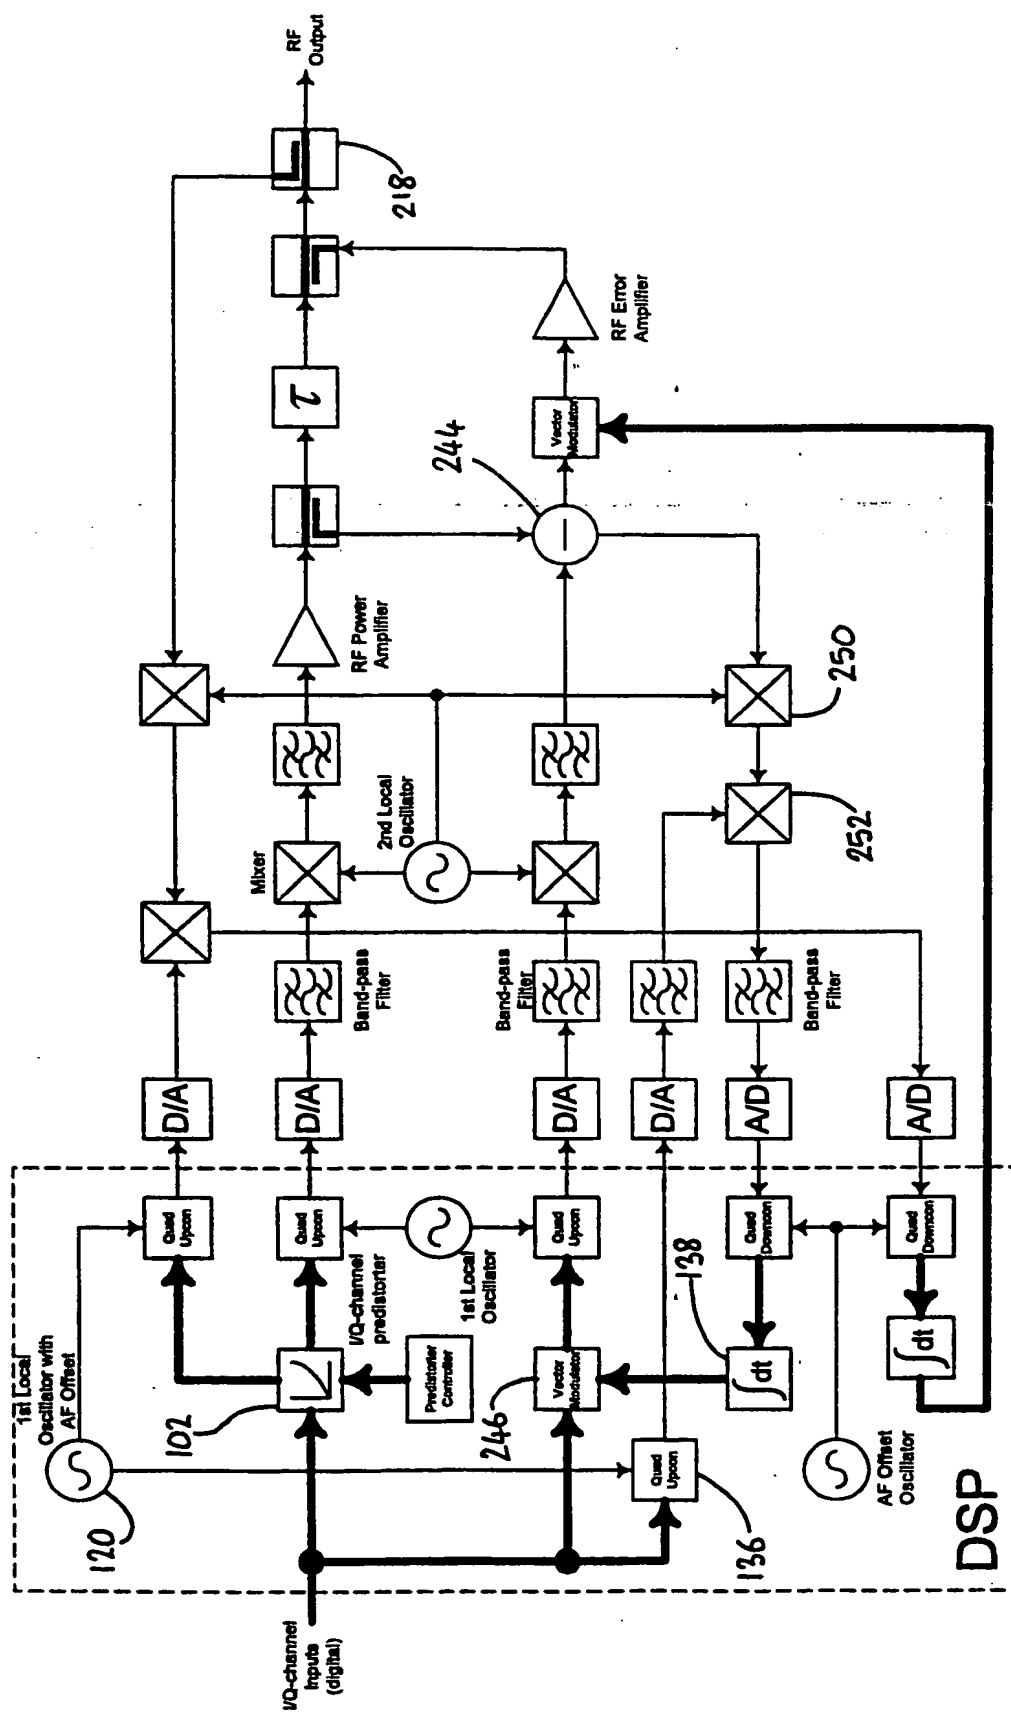 I/Q-channel
Inputs
(digital)
DSP
1st Local
Oscillator with
AF Offset
120
102
I/Q-channel
predistorter
Predistorter
Controller
246
Vector
Modulator
136
Quad
Upcon
138
∫dt
∫dt
AF Offset
Oscillator
Quad
Upcon
Quad
Upcon
1st Local
Oscillator
Quad
Upcon
Quad
Downcon
Quad
Downcon
D/A
D/A
D/A
D/A
A/D
A/D
Band-pass
Filter
Band-pass
Filter
Band-pass
Filter
Mixer
2nd Local
Oscillator
252
250
RF Power
Amplifier
244
τ
Vector
Modulator
RF Error
Amplifier
218
RF
Output